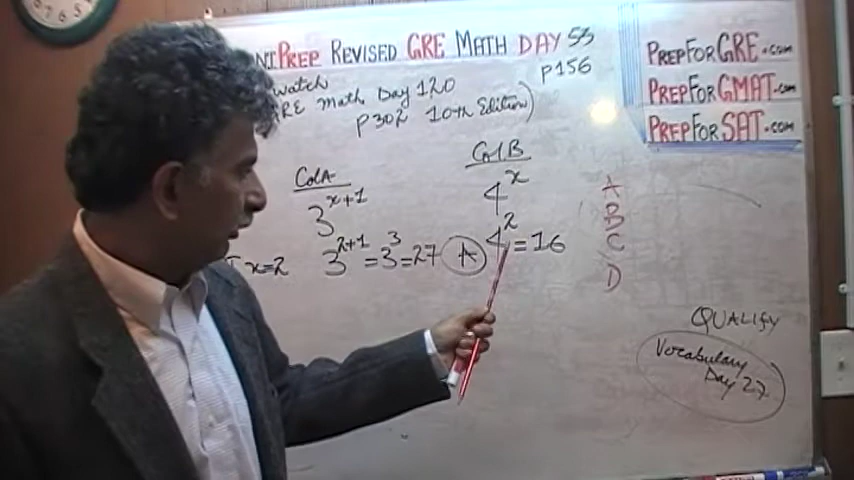 PREP REVISED GRE MATH DAY 53
p156
watch
GRE Math Day 120
p302 10th Edition)
PREPFORGRE.com
PREPFORGMAT.com
PREPFORSAT.com
Col A
Col B
3^{x+1}
4^x
x=2
3^{2+1}=3^3=27
A
4^2=16
A
B
C
D
QUALIFY
Vocabulary
Day 27